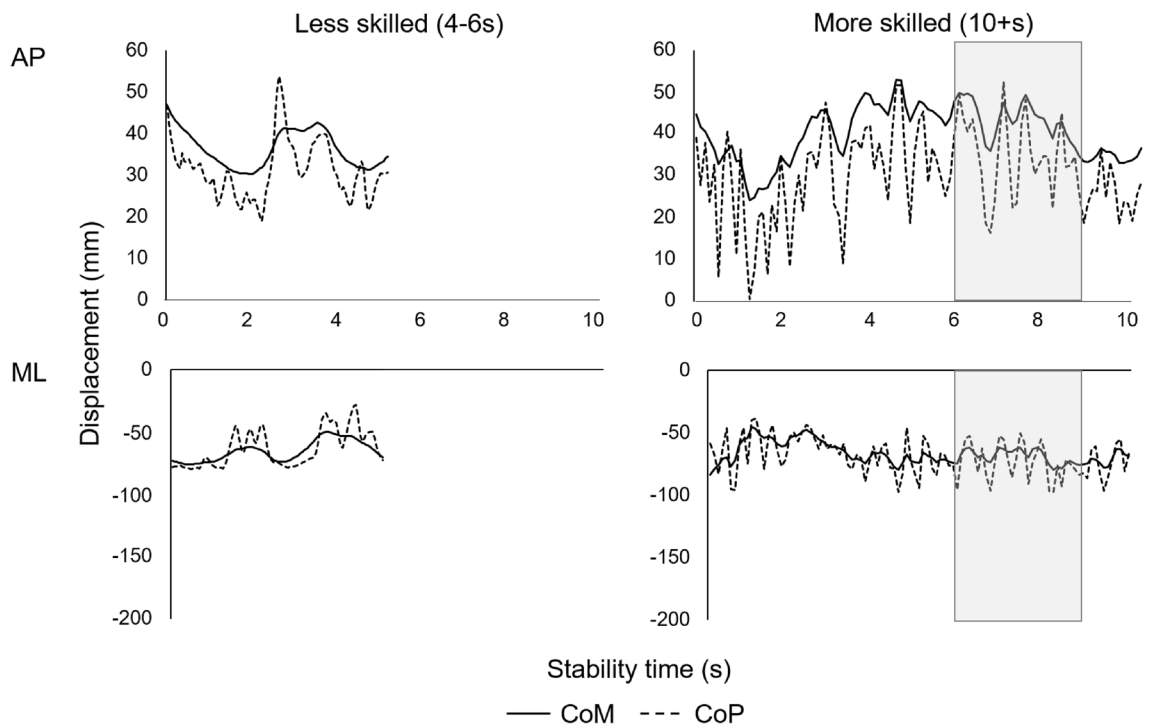 Less skilled (4-6s)
More skilled (10+s)
AP
60
50
40
30
20
10
0
0 2 4 6 8 10
60
50
40
30
20
10
0
0 2 4 6 8 10
Displacement (mm)
ML
0
-50
-100
-150
-200
0
-50
-100
-150
-200
Stability time (s)
CoM CoP